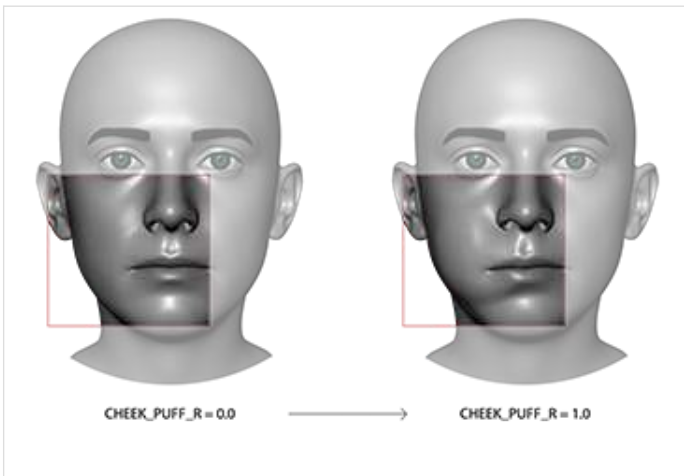 CHEEK_PUFF_R = 0.0
CHEEK_PUFF_R = 1.0